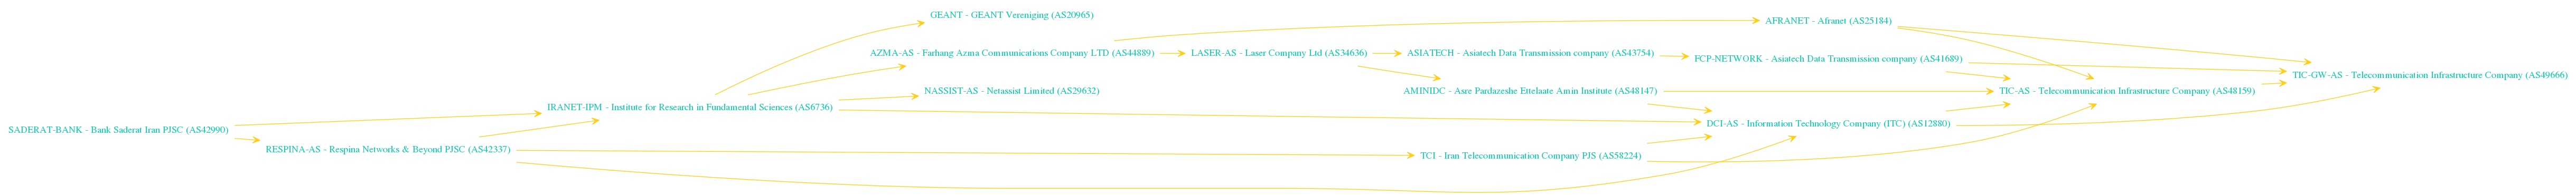 GEANT - GEANT Vereniging (AS20965)
AFRANET - Afranet (AS25184)
AZMA-AS - Farhang Azma Communications Company LTD (AS44889)
LASER-AS - Laser Company Ltd (AS34636)
ASIATECH - Asiatech Data Transmission company (AS43754)
FCP-NETWORK - Asiatech Data Transmission company (AS41689)
TIC-GW-AS - Telecommunication Infrastructure Company (AS49666)
NASSIST-AS - Netassist Limited (AS29632)
AMINIDC - Asre Pardazeshe Ettelaate Amin Institute (AS48147)
TIC-AS - Telecommunication Infrastructure Company (AS48159)
IRANET-IPM - Institute for Research in Fundamental Sciences (AS6736)
DCI-AS - Information Technology Company (ITC) (AS12880)
SADERAT-BANK - Bank Saderat Iran PJSC (AS42990)
RESPINA-AS - Respina Networks & Beyond PJSC (AS42337)
TCI - Iran Telecommunication Company PJS (AS58224)